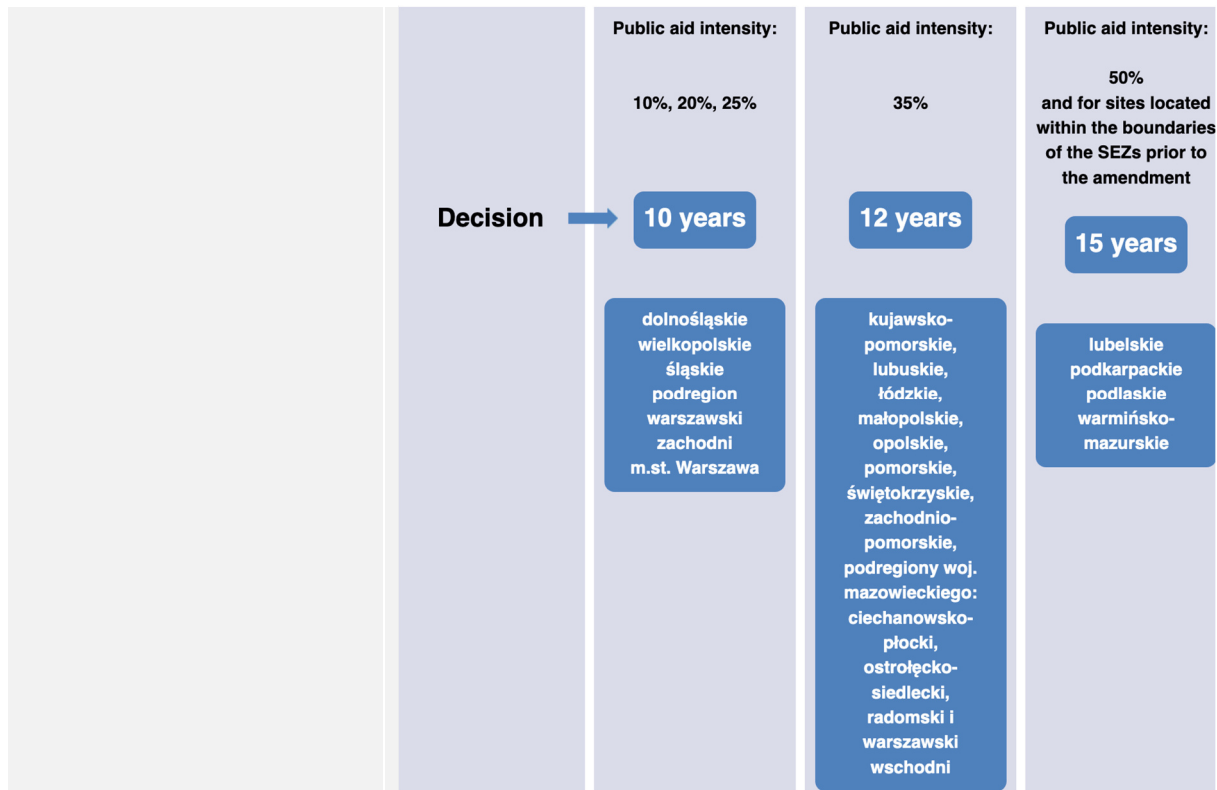 Public aid intensity:
10%, 20%, 25%
Decision
10 years
dolnośląskie
wielkopolskie
śląskie
podregion
warszawski
zachodni
m.st. Warszawa
Public aid intensity:
35%
12 years
kujawsko-
pomorskie,
lubuskie,
łódzkie,
małopolskie,
opolskie,
pomorskie,
świętokrzyskie,
zachodnio-
pomorskie,
podregiony woj.
mazowieckiego:
ciechanowsko-
płocki,
ostrołęcko-
siedlecki,
radomski i
warszawski
wschodni
Public aid intensity:
50%
and for sites located
within the boundaries
of the SEZs prior to
the amendment
15 years
lubelskie
podkarpackie
podlaskie
warmińsko-
mazurskie